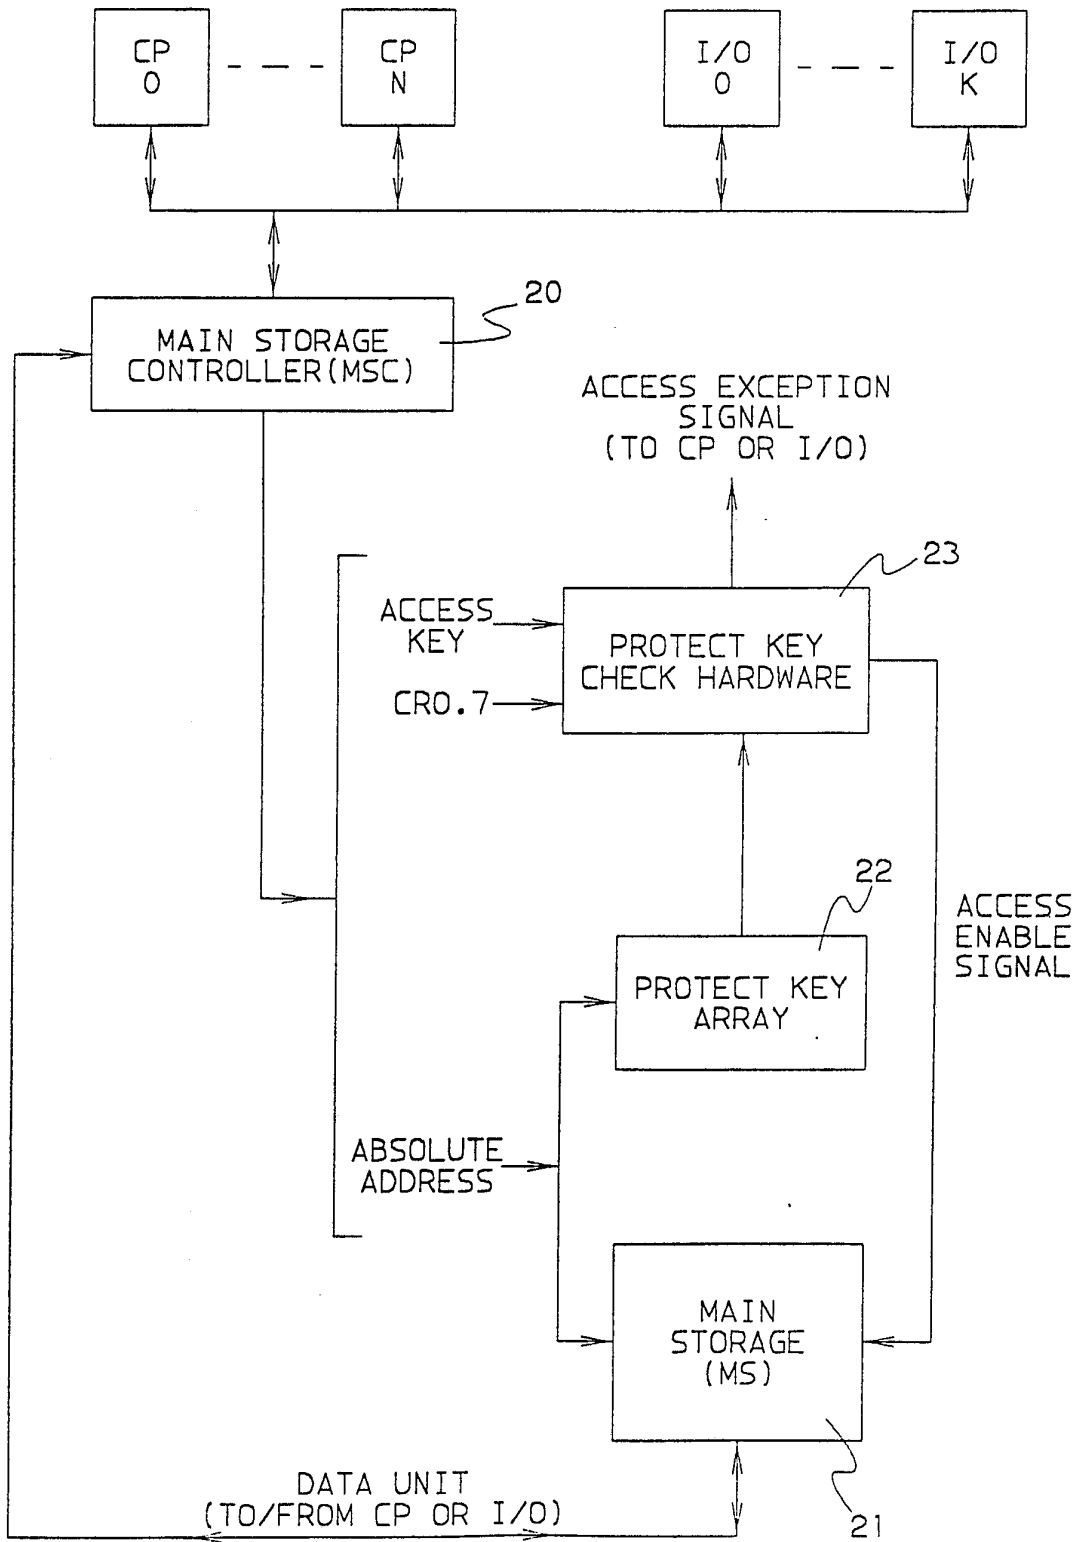 CP
0
CP
N
I/O
0
I/O
K
20
MAIN STORAGE
CONTROLLER(MSC)
ACCESS EXCEPTION
SIGNAL
(TO CP OR I/O)
23
ACCESS
KEY
PROTECT KEY
CHECK HARDWARE
CR0.7
22
ACCESS
ENABLE
SIGNAL
PROTECT KEY
ARRAY
ABSOLUTE
ADDRESS
MAIN
STORAGE
(MS)
DATA UNIT
(TO/FROM CP OR I/O)
21